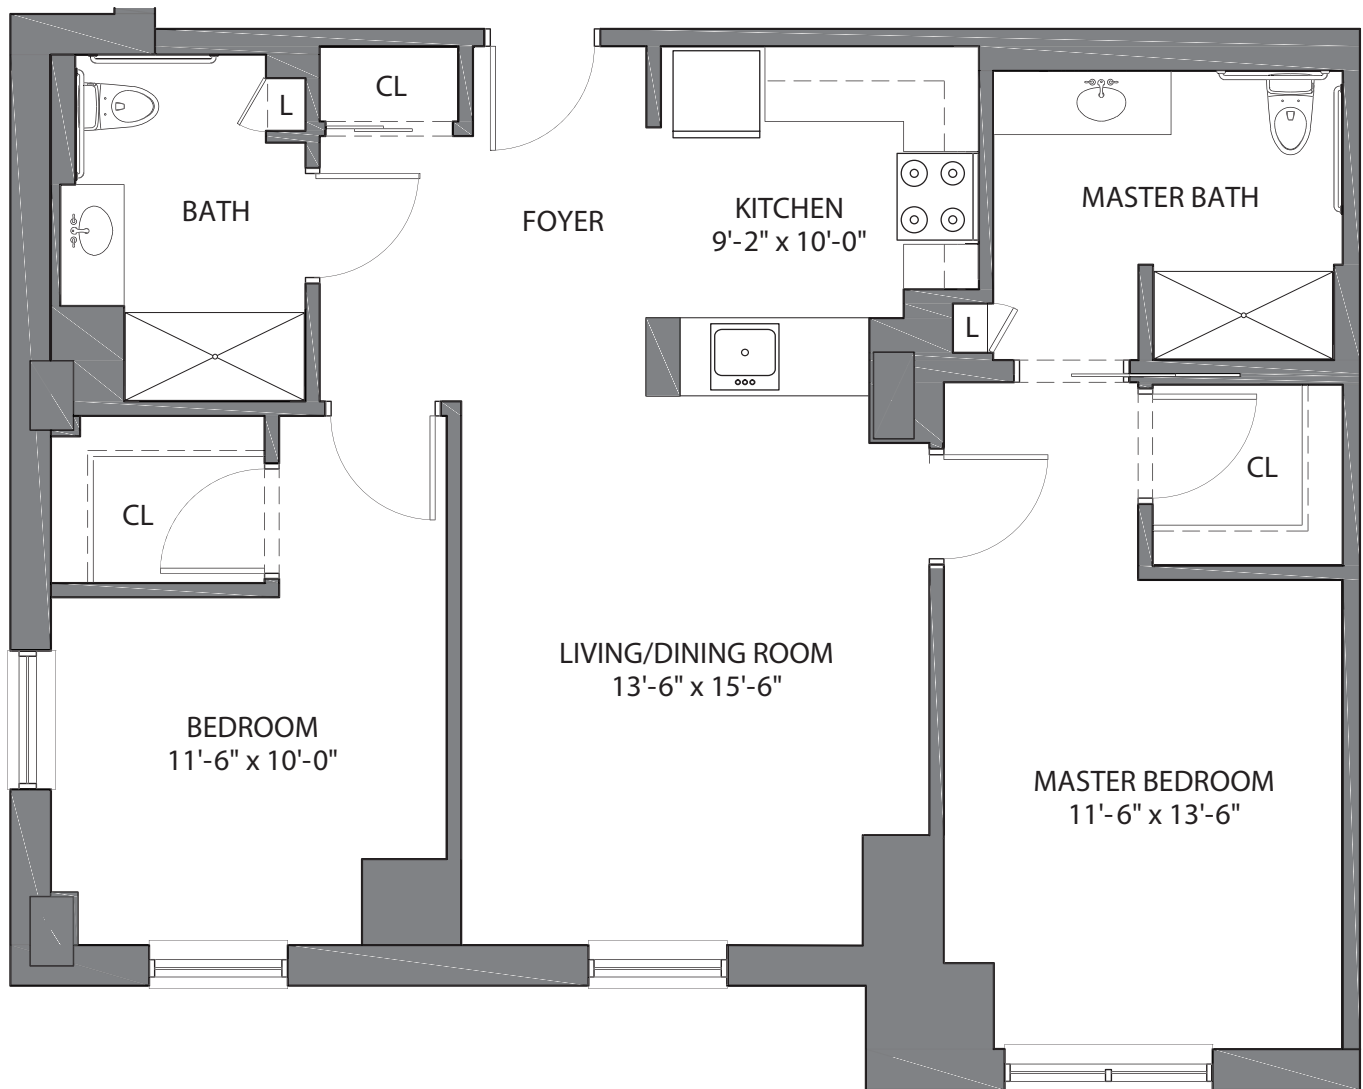 CL
L
BATH
FOYER
KITCHEN
9'-2" x 10'-0"
MASTER BATH
L
CL
CL
LIVING/DINING ROOM
13'-6" x 15'-6"
BEDROOM
11'-6" x 10'-0"
MASTER BEDROOM
11'-6" x 13'-6"